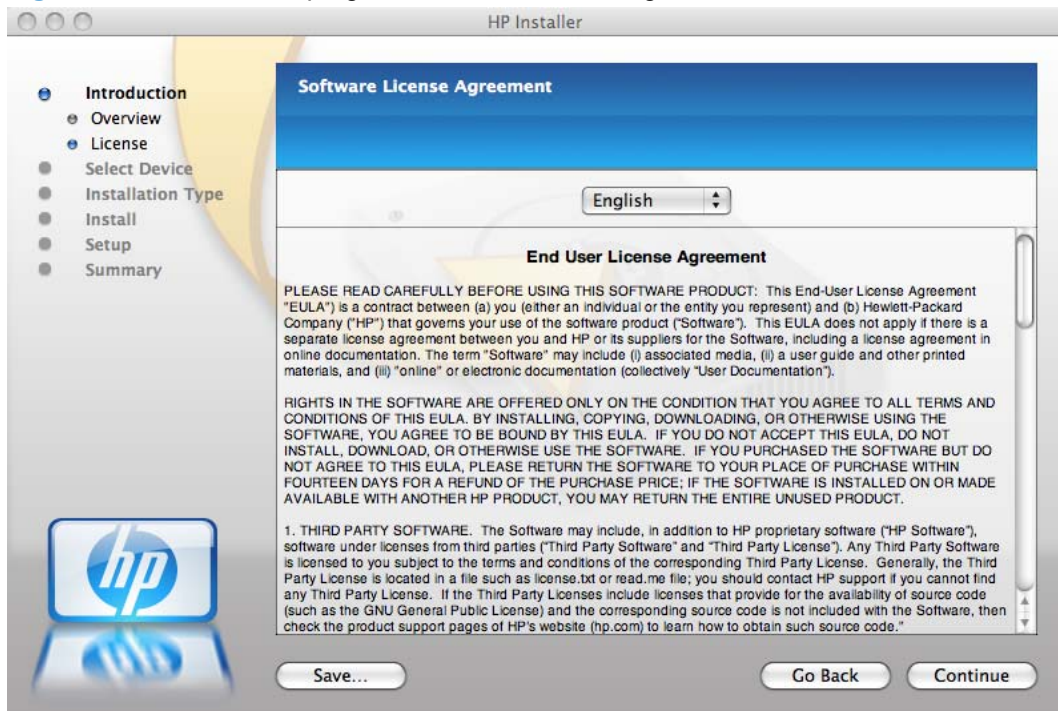 HP Installer
Introduction
Overview
License
Select Device
Installation Type
Install
Setup
Summary
Software License Agreement
English
End User License Agreement
PLEASE READ CAREFULLY BEFORE USING THIS SOFTWARE PRODUCT: This End-User License Agreement
"EULA") is a contract between (a) you (either an individual or the entity you represent) and (b) Hewlett-Packard
Company ("HP") that governs your use of the software product ("Software"). This EULA does not apply if there is a
separate license agreement between you and HP or its suppliers for the Software, including a license agreement in
online documentation. The term "Software" may include (i) associated media, (ii) a user guide and other printed
materials, and (iii) "online" or electronic documentation (collectively "User Documentation").
RIGHTS IN THE SOFTWARE ARE OFFERED ONLY ON THE CONDITION THAT YOU AGREE TO ALL TERMS AND
CONDITIONS OF THIS EULA. BY INSTALLING, COPYING, DOWNLOADING, OR OTHERWISE USING THE
SOFTWARE, YOU AGREE TO BE BOUND BY THIS EULA. IF YOU DO NOT ACCEPT THIS EULA, DO NOT
INSTALL, DOWNLOAD, OR OTHERWISE USE THE SOFTWARE. IF YOU PURCHASED THE SOFTWARE BUT DO
NOT AGREE TO THIS EULA, PLEASE RETURN THE SOFTWARE TO YOUR PLACE OF PURCHASE WITHIN
FOURTEEN DAYS FOR A REFUND OF THE PURCHASE PRICE; IF THE SOFTWARE IS INSTALLED ON OR MADE
AVAILABLE WITH ANOTHER HP PRODUCT, YOU MAY RETURN THE ENTIRE UNUSED PRODUCT.
1. THIRD PARTY SOFTWARE. The Software may include, in addition to HP proprietary software ("HP Software"),
software under licenses from third parties ("Third Party Software" and "Third Party License"). Any Third Party Software
is licensed to you subject to the terms and conditions of the corresponding Third Party License. Generally, the Third
Party License is located in a file such as license.txt or read.me file; you should contact HP support if you cannot find
any Third Party License. If the Third Party Licenses include licenses that provide for the availability of source code
(such as the GNU General Public License) and the corresponding source code is not included with the Software, then
check the product support pages of HP's website (hp.com) to learn how to obtain such source code."
hp
Save...
Go Back
Continue